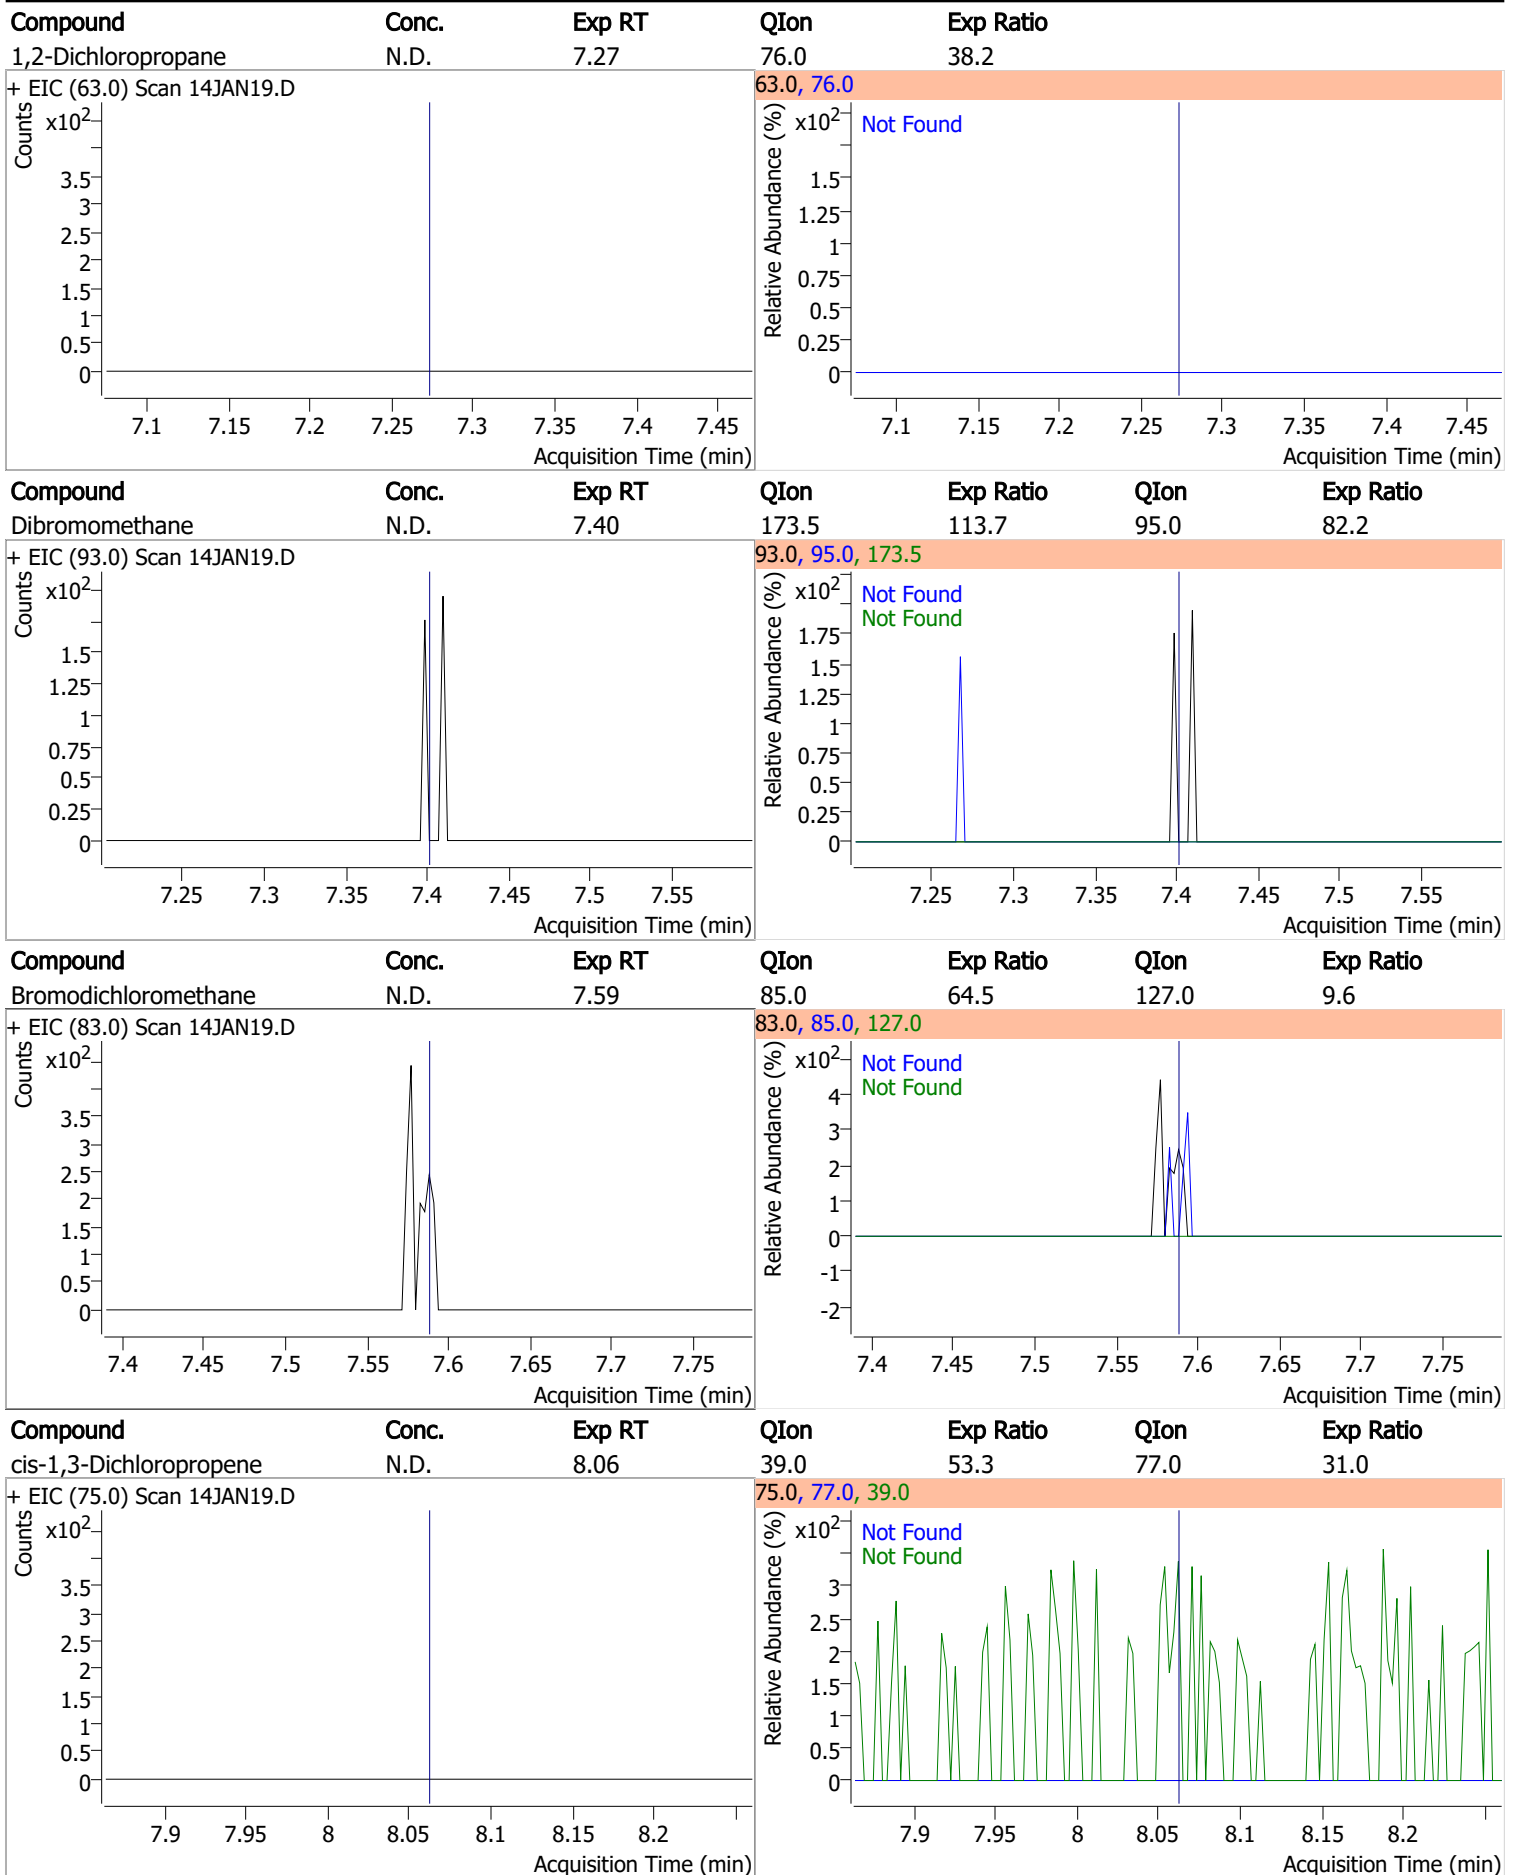 Compound Conc. Exp RT QIon Exp Ratio
1,2-Dichloropropane N.D. 7.27 76.0 38.2
+ EIC (63.0) Scan 14JAN19.D
Counts
x10²
3.5
3
2.5
2
1.5
1
0.5
0
7.1 7.15 7.2 7.25 7.3 7.35 7.4 7.45
Acquisition Time (min)
63.0, 76.0
Relative Abundance (%)
x10²
Not Found
1.5
1.25
1
0.75
0.5
0.25
0
7.1 7.15 7.2 7.25 7.3 7.35 7.4 7.45
Acquisition Time (min)
Compound Conc. Exp RT QIon Exp Ratio QIon Exp Ratio
Dibromomethane N.D. 7.40 173.5 113.7 95.0 82.2
+ EIC (93.0) Scan 14JAN19.D
Counts
x10²
1.5
1.25
1
0.75
0.5
0.25
0
7.25 7.3 7.35 7.4 7.45 7.5 7.55
Acquisition Time (min)
93.0, 95.0, 173.5
Relative Abundance (%)
x10²
Not Found
Not Found
1.75
1.5
1.25
1
0.75
0.5
0.25
0
7.25 7.3 7.35 7.4 7.45 7.5 7.55
Acquisition Time (min)
Compound Conc. Exp RT QIon Exp Ratio QIon Exp Ratio
Bromodichloromethane N.D. 7.59 85.0 64.5 127.0 9.6
+ EIC (83.0) Scan 14JAN19.D
Counts
x10²
3.5
3
2.5
2
1.5
1
0.5
0
7.4 7.45 7.5 7.55 7.6 7.65 7.7 7.75
Acquisition Time (min)
83.0, 85.0, 127.0
Relative Abundance (%)
x10²
Not Found
Not Found
4
3
2
1
0
-1
-2
7.4 7.45 7.5 7.55 7.6 7.65 7.7 7.75
Acquisition Time (min)
Compound Conc. Exp RT QIon Exp Ratio QIon Exp Ratio
cis-1,3-Dichloropropene N.D. 8.06 39.0 53.3 77.0 31.0
+ EIC (75.0) Scan 14JAN19.D
Counts
x10²
3.5
3
2.5
2
1.5
1
0.5
0
7.9 7.95 8 8.05 8.1 8.15 8.2
Acquisition Time (min)
75.0, 77.0, 39.0
Relative Abundance (%)
x10²
Not Found
Not Found
3
2.5
2
1.5
1
0.5
0
7.9 7.95 8 8.05 8.1 8.15 8.2
Acquisition Time (min)